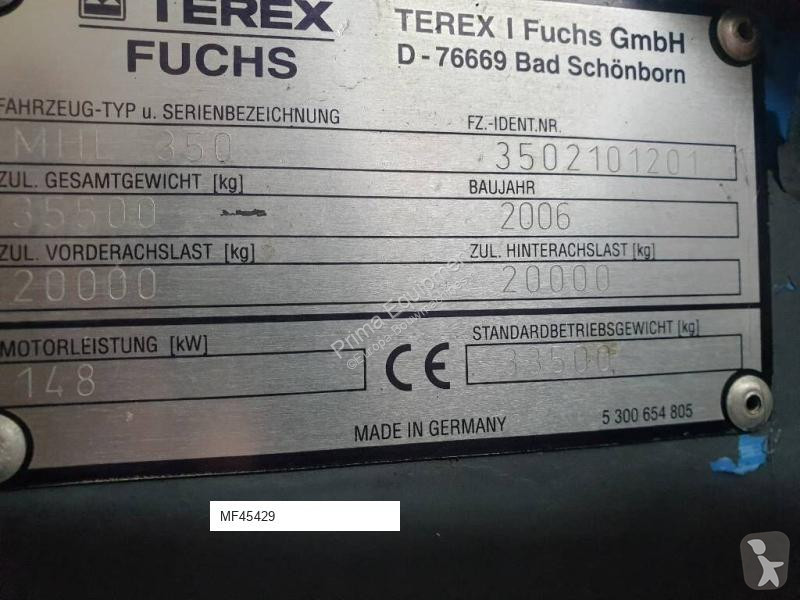 TEREX
FUCHS
TEREX I Fuchs GmbH
D - 76669 Bad Schönborn
FAHRZEUG-TYP u. SERIENBEZEICHNUNG
MHL 350
FZ.-IDENT.NR.
3502101201
ZUL. GESAMTGEWICHT [kg]
35500
BAUJAHR
2006
ZUL. VORDERACHSLAST [kg]
20000
ZUL. HINTERACHSLAST [kg]
20000
MOTORLEISTUNG [kW]
148
CE
STANDARDBETRIEBSGEWICHT [kg]
33500
MADE IN GERMANY
5 300 654 805
Prima Equipment
MF45429